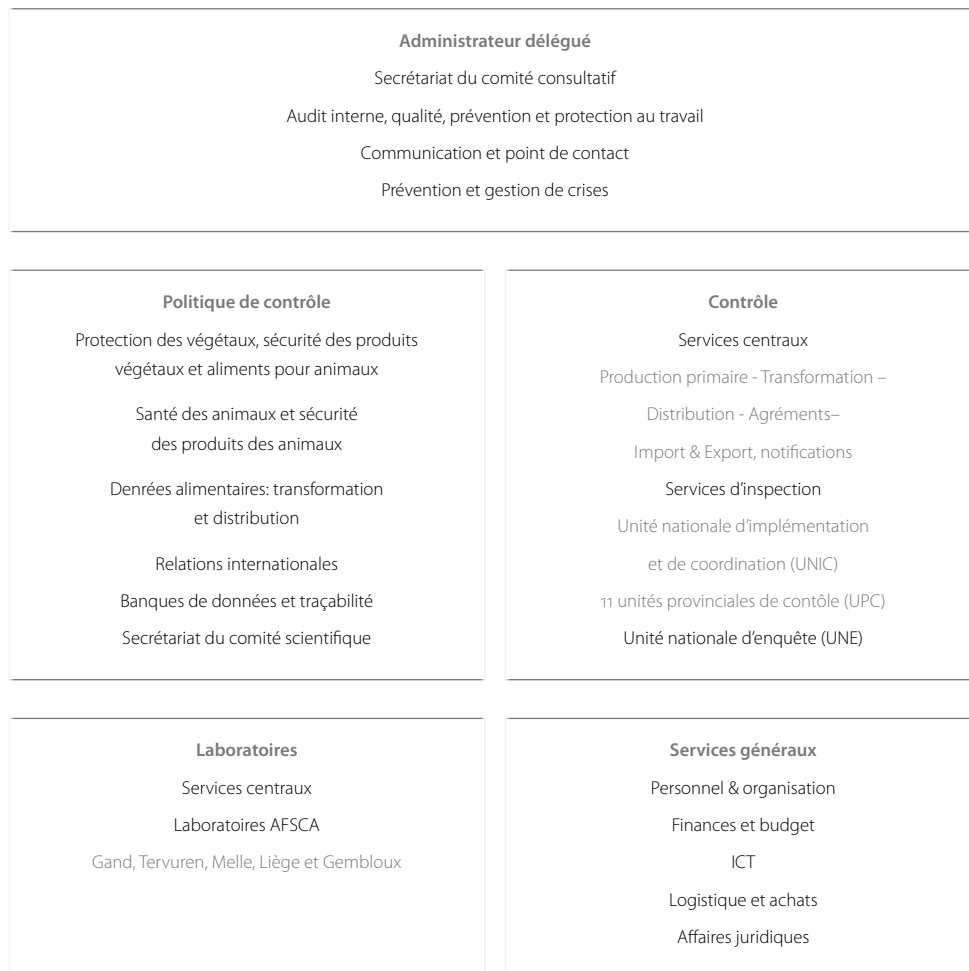 Administrateur délégué
Secrétariat du comité consultatif
Audit interne, qualité, prévention et protection au travail
Communication et point de contact
Prévention et gestion de crises
Politique de contrôle
Protection des végétaux, sécurité des produits
végétaux et aliments pour animaux
Santé des animaux et sécurité
des produits des animaux
Denrées alimentaires: transformation
et distribution
Relations internationales
Banques de données et traçabilité
Secrétariat du comité scientifique
Contrôle
Services centraux
Production primaire - Transformation –
Distribution - Agréments–
Import & Export, notifications
Services d’inspection
Unité nationale d’implémentation
et de coordination (UNIC)
11 unités provinciales de contôle (UPC)
Unité nationale d’enquête (UNE)
Laboratoires
Services centraux
Laboratoires AFSCA
Gand, Tervuren, Melle, Liège et Gembloux
Services généraux
Personnel & organisation
Finances et budget
ICT
Logistique et achats
Affaires juridiques